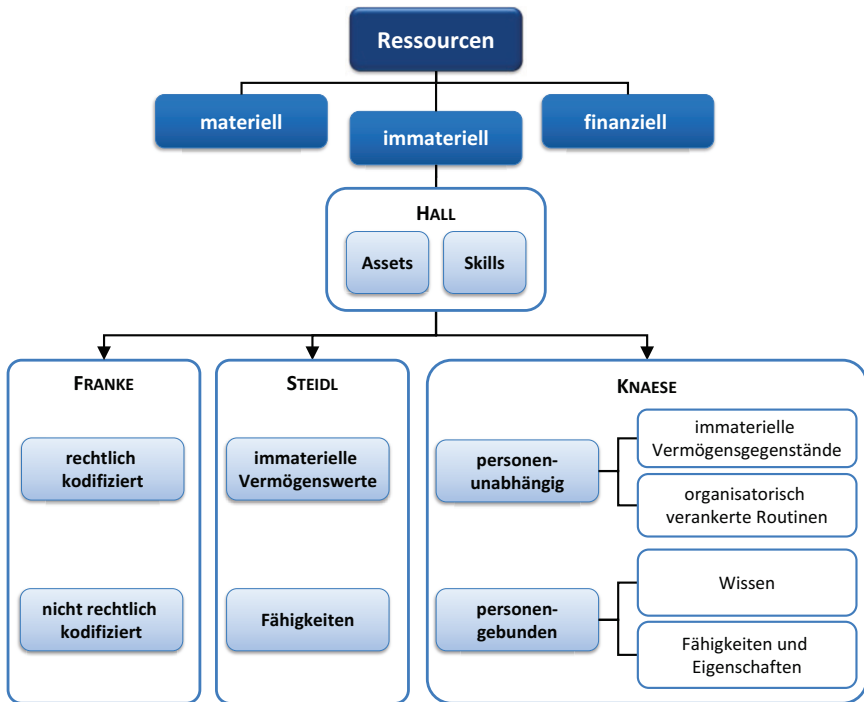 Ressourcen
materiell
immateriell
finanziell
HALL
Assets
Skills
FRANKE
rechtlich
kodifiziert
nicht rechtlich
kodifiziert
STEIDL
immaterielle
Vermögenswerte
Fähigkeiten
KNAESE
personen-
unabhängig
immaterielle
Vermögensgegenstände
organisatorisch
verankerte Routinen
personen-
gebunden
Wissen
Fähigkeiten und
Eigenschaften